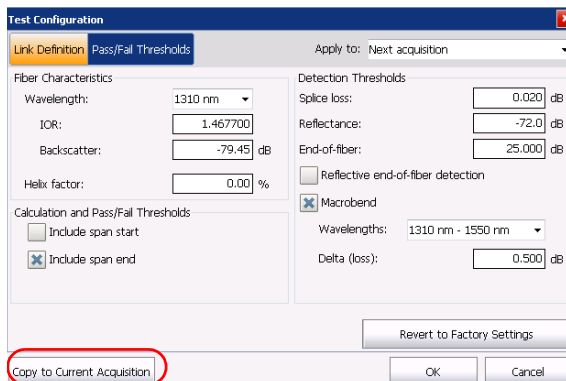 Test Configuration
Link Definition Pass/Fail Thresholds
Apply to: Next acquisition
Fiber Characteristics
Wavelength: 1310 nm
IOR: 1.467700
Backscatter: -79.45 dB
Helix factor: 0.00 %
Calculation and Pass/Fail Thresholds
Include span start
Include span end
Detection Thresholds
Splice loss: 0.020 dB
Reflectance: -72.0 dB
End-of-fiber: 25.000 dB
Reflective end-of-fiber detection
Macrobend
Wavelengths: 1310 nm - 1550 nm
Delta (loss): 0.500 dB
Revert to Factory Settings
Copy to Current Acquisition
OK
Cancel